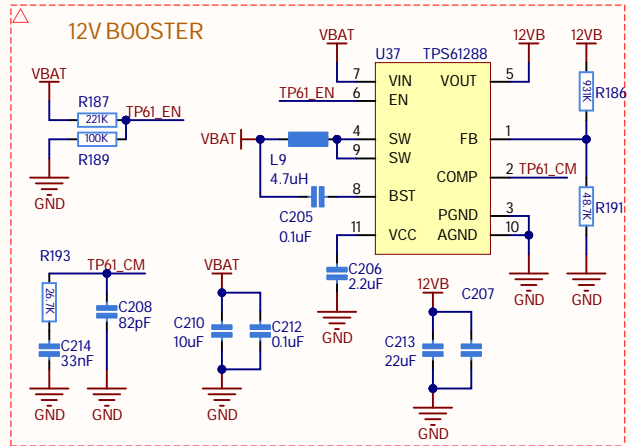 12V BOOSTER
VBAT
R187
221K
TP61_EN
100K
R189
GND
VBAT
U37
TPS61288
12VB
12VB
7
VIN
VOUT
5
TP61_EN
6
EN
931K
R186
VBAT
4
SW
FB
1
9
SW
L9
4.7uH
COMP
2
TP61_CM
8
BST
C205
0.1uF
48.7K
R191
PGND
3
11
VCC
AGND
10
C206
2.2uF
GND
GND
GND
R193
TP61_CM
26.7K
C208
82pF
C214
33nF
GND
GND
VBAT
C210
10uF
C212
0.1uF
GND
12VB
C207
C213
22uF
GND